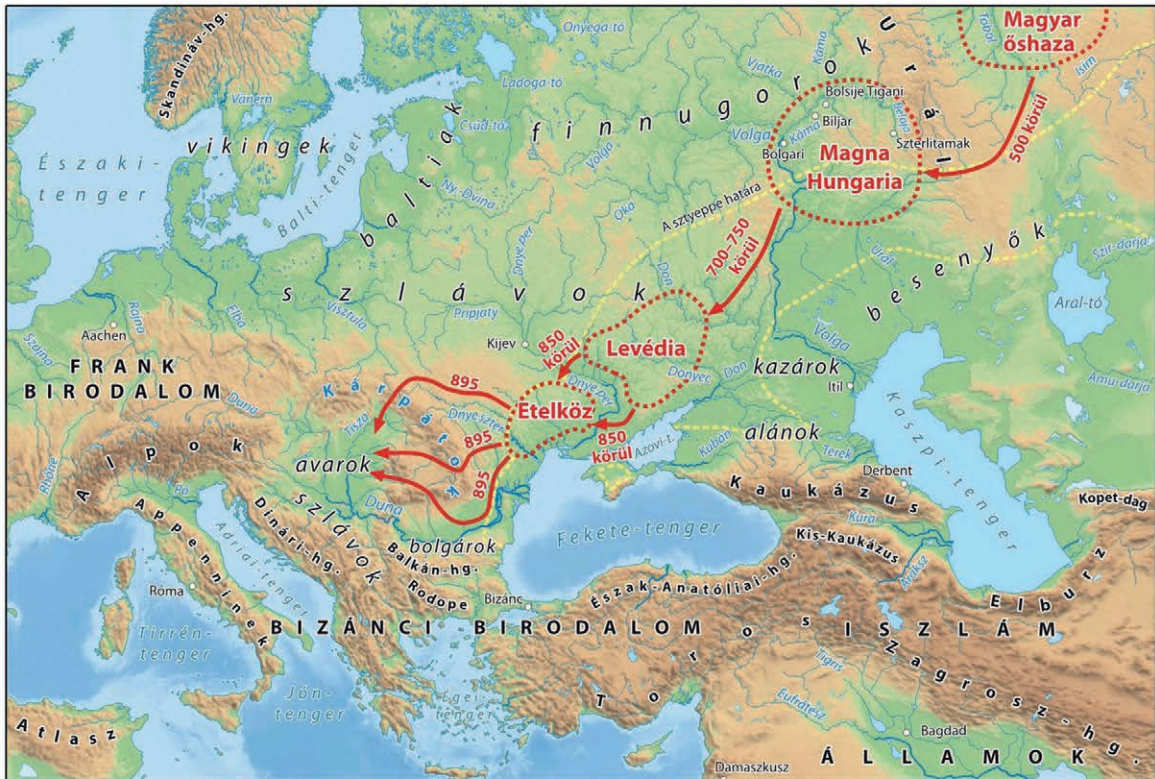 Magyar
őshaza
Tobol
Isim
500 körül
Urál
Skandináv-hg.
Onyega-tó
Ladoga-tó
Vänern
Csúd-tó
vikingek
finnugorok
baltiak
Északi-
tenger
Balti-tenger
Vjatka
Káma
Bolsije Tigani
Biljar
Káma
Belaja
Volga
Bolgari
Szterlitamak
Magna
Hungaria
Volga
Ny.-Dvina
Oka
A sztyeppe határa
700–750
körül
Dnyeper
Don
Urál
besenyők
Szir-darja
Aral-tó
Amu-darja
szlávok
Visztula
Pripjaty
Elba
Rajna
Aachen
Szajna
FRANK
BIRODALOM
Kijev
850
körül
Levédia
Donyec
Don
Volga
kazárok
Itil
Kaszpi-tenger
Dnyeper
Etelköz
895
895
895
850
körül
Azovi-t.
Kubán
alánok
Terek
Derbent
Kárpátok
Tisza
Dnyeszter
Duna
avarok
Duna
Rhône
Alpok
Pó
Appenninek
Adriai-tenger
Dinári-hg.
szlávok
bolgárok
Balkán-hg.
Rodope
Fekete-tenger
Kaukázus
Kis-Kaukázus
Kura
Araksz
Kopet-dag
Elburz
Róma
Bizánc
Észak-Anatóliai-hg.
Tirrén-
tenger
BIZÁNCI BIRODALOM
Torosz
ISZLÁM
Zagrosz-hg.
Tigris
Eufrátesz
Jón-
tenger
Égei-
tenger
Atlasz
Bagdad
Damaszkusz
ÁLLAMOK